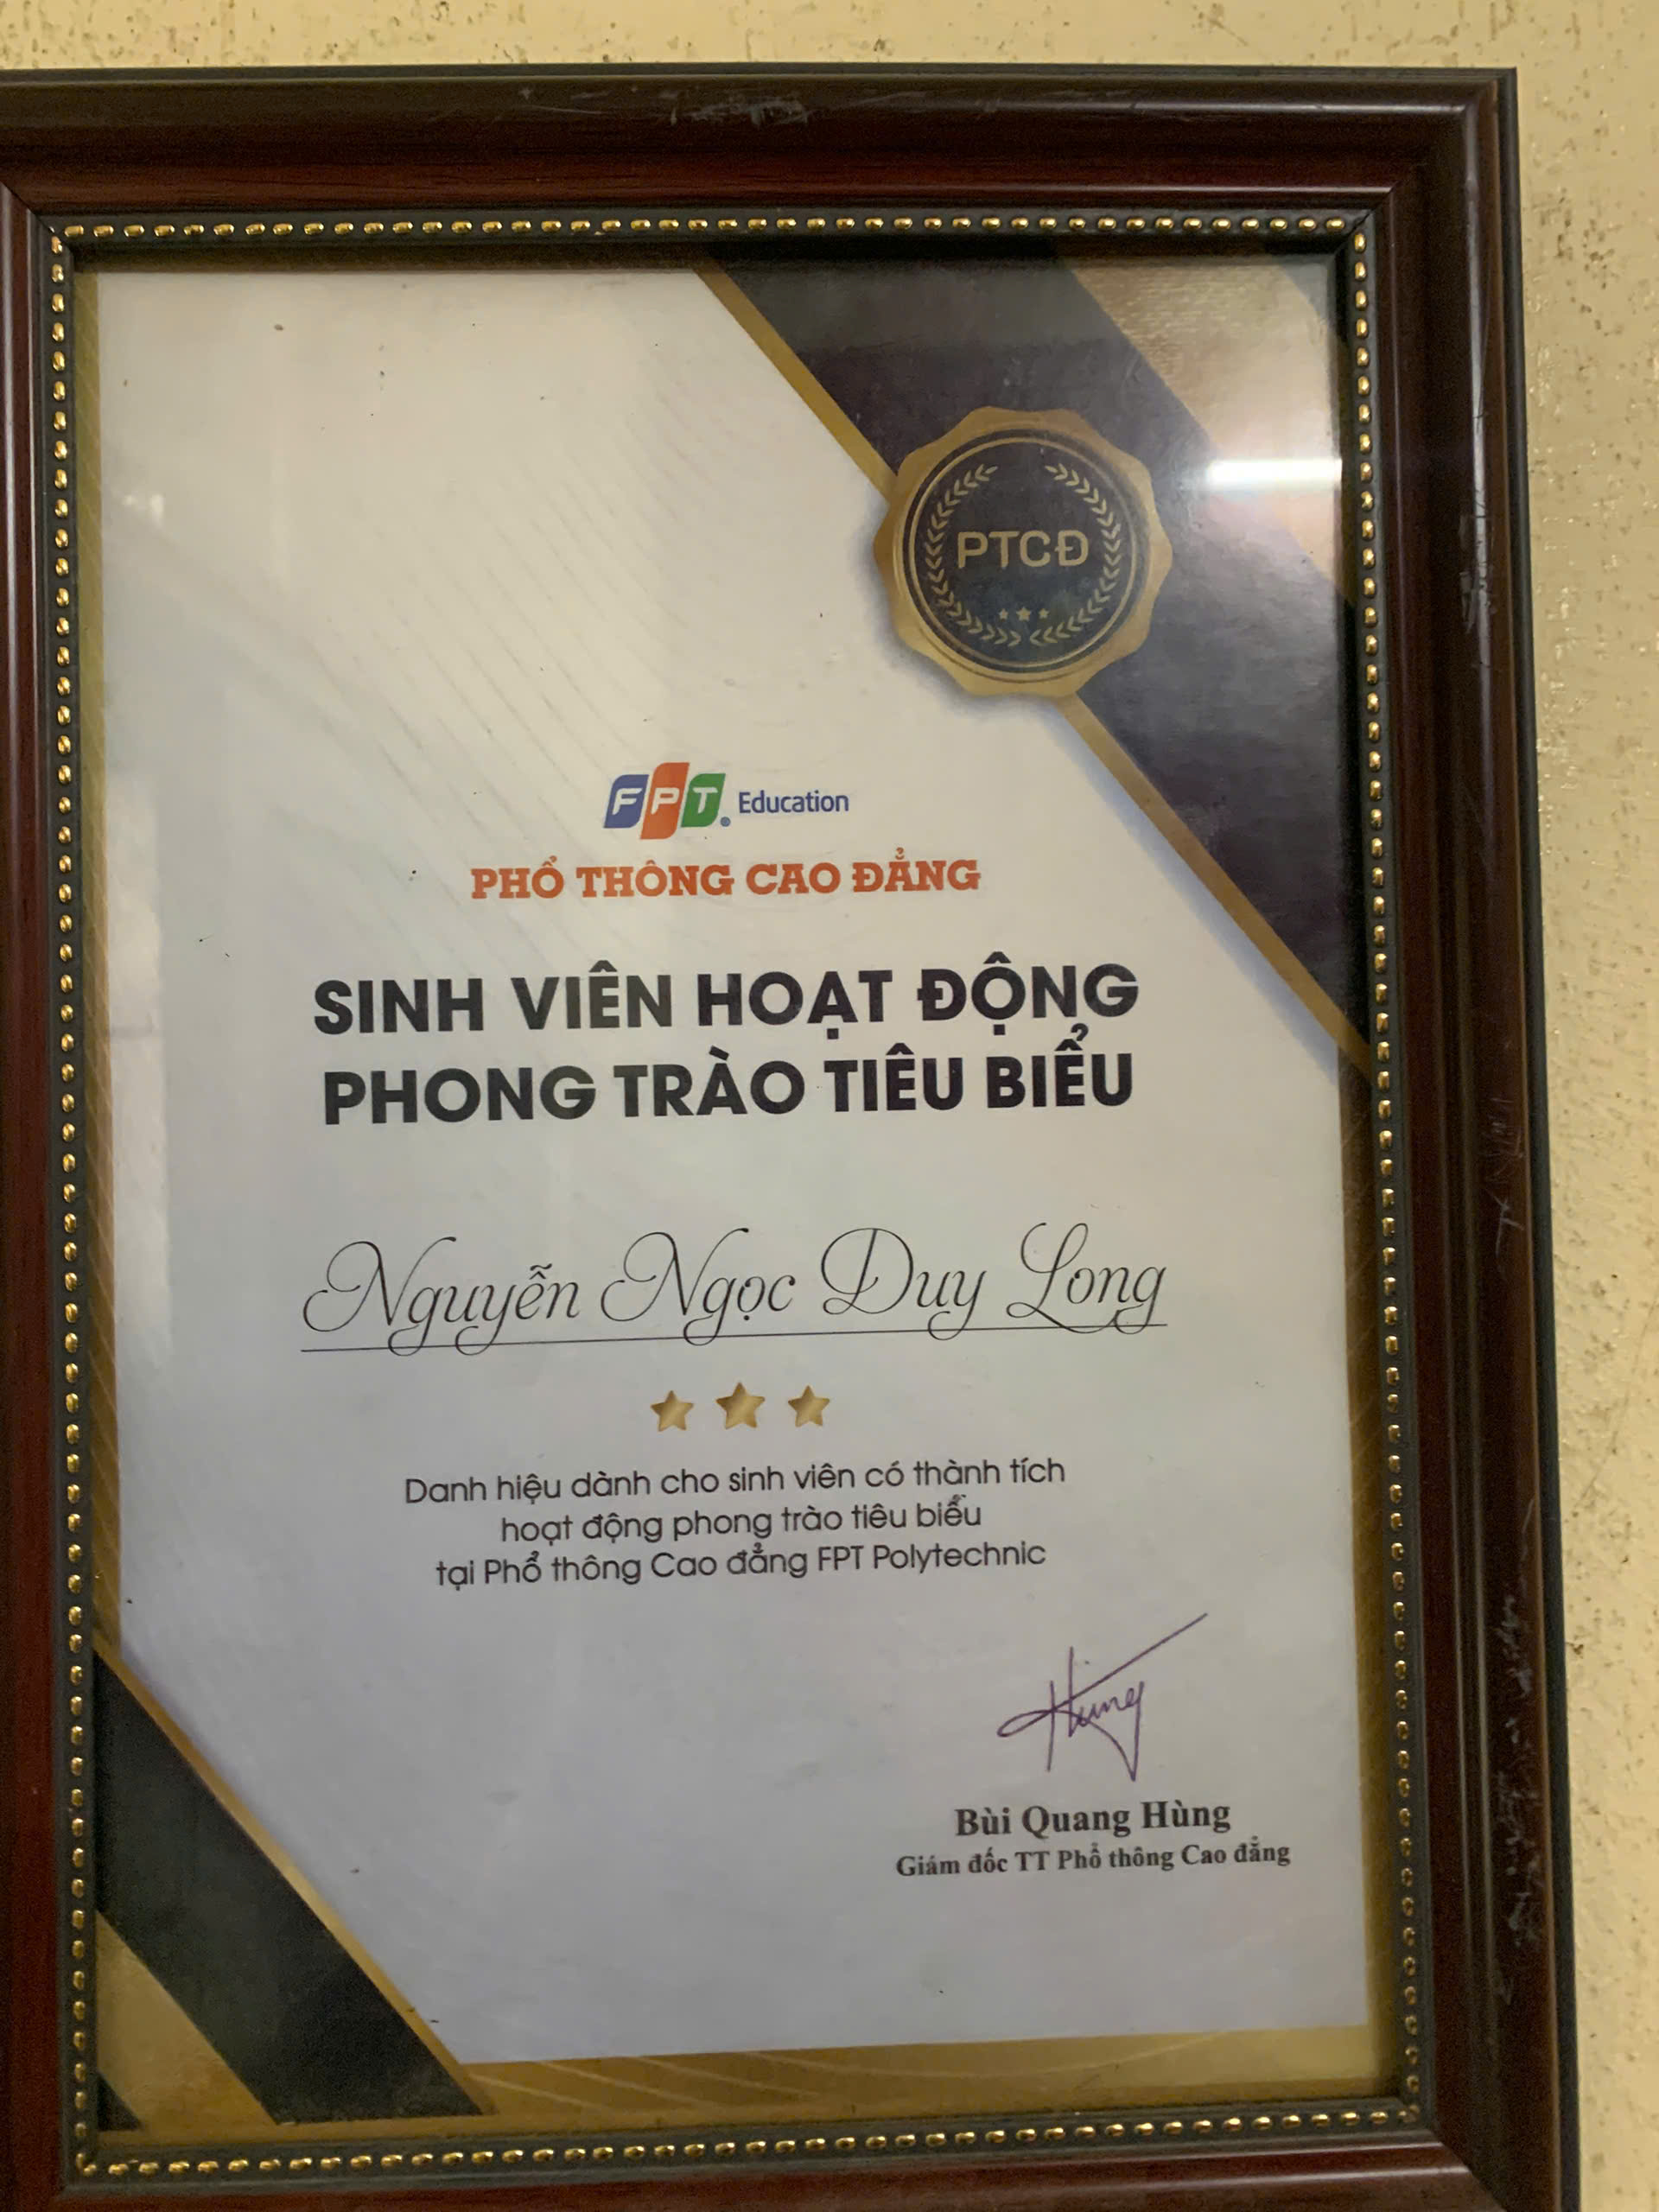 PTCĐ
FPT Education
PHỔ THÔNG CAO ĐẲNG
SINH VIÊN HOẠT ĐỘNG
PHONG TRÀO TIÊU BIỂU
Nguyễn Ngọc Duy Long
Danh hiệu dành cho sinh viên có thành tích
hoạt động phong trào tiêu biểu
tại Phổ thông Cao đẳng FPT Polytechnic
Hùng
Bùi Quang Hùng
Giám đốc TT Phổ thông Cao đẳng